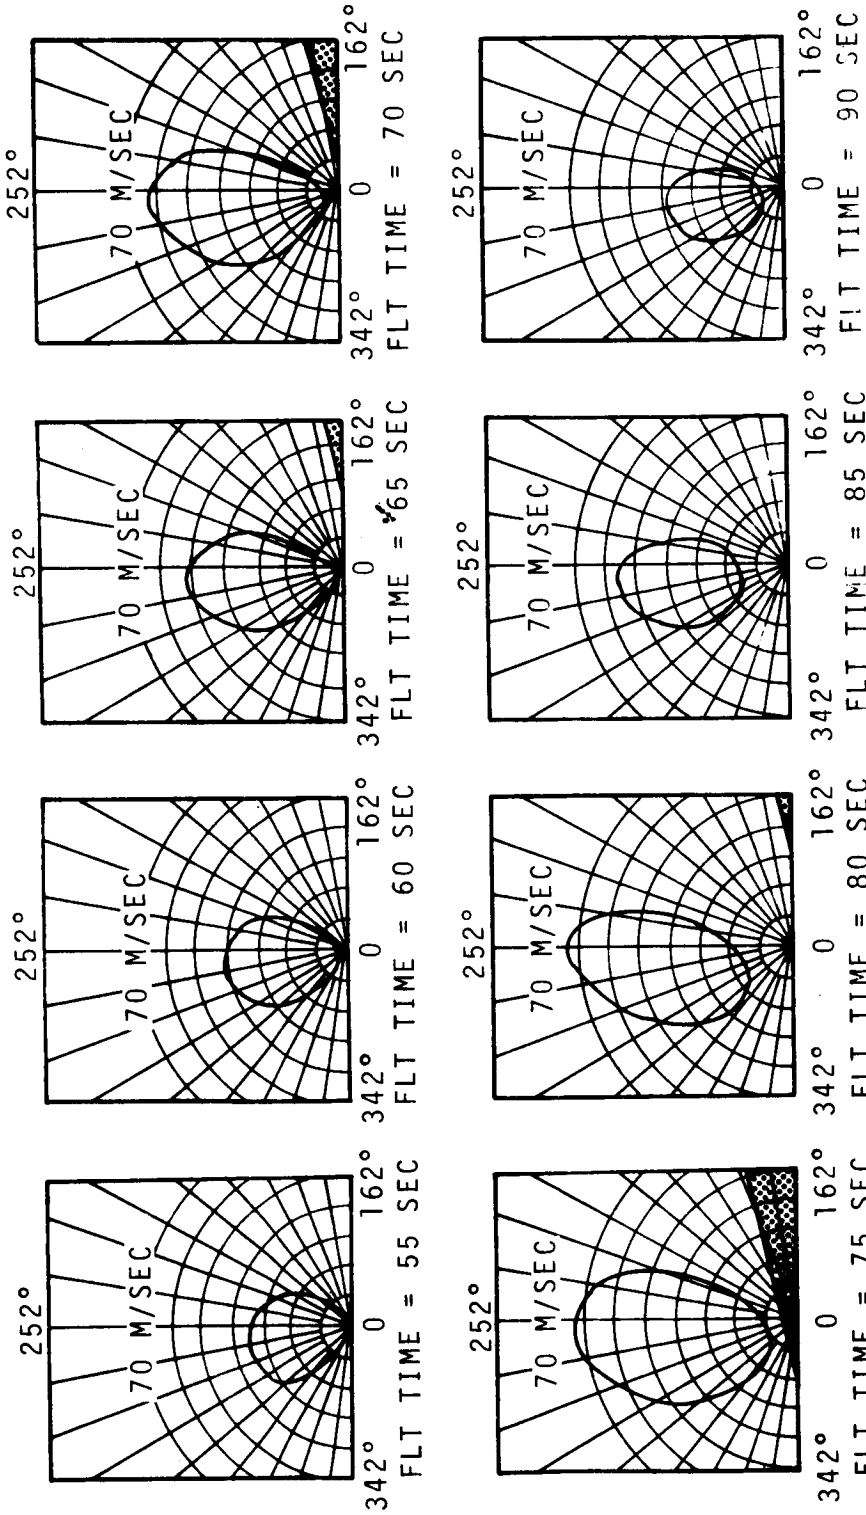 252°
70 M/SEC
342° 0 162°
FLT TIME = 55 SEC
252°
70 M/SEC
342° 0 162°
FLT TIME = 60 SEC
252°
70 M/SEC
342° 0 162°
FLT TIME = 65 SEC
252°
70 M/SEC
342° 0 162°
FLT TIME = 70 SEC
252°
70 M/SEC
342° 0 162°
FLT TIME = 75 SEC
252°
70 M/SEC
342° 0 162°
FLT TIME = 80 SEC
252°
70 M/SEC
342° 0 162°
FLT TIME = 85 SEC
252°
70 M/SEC
342° 0 162°
FLT TIME = 90 SEC